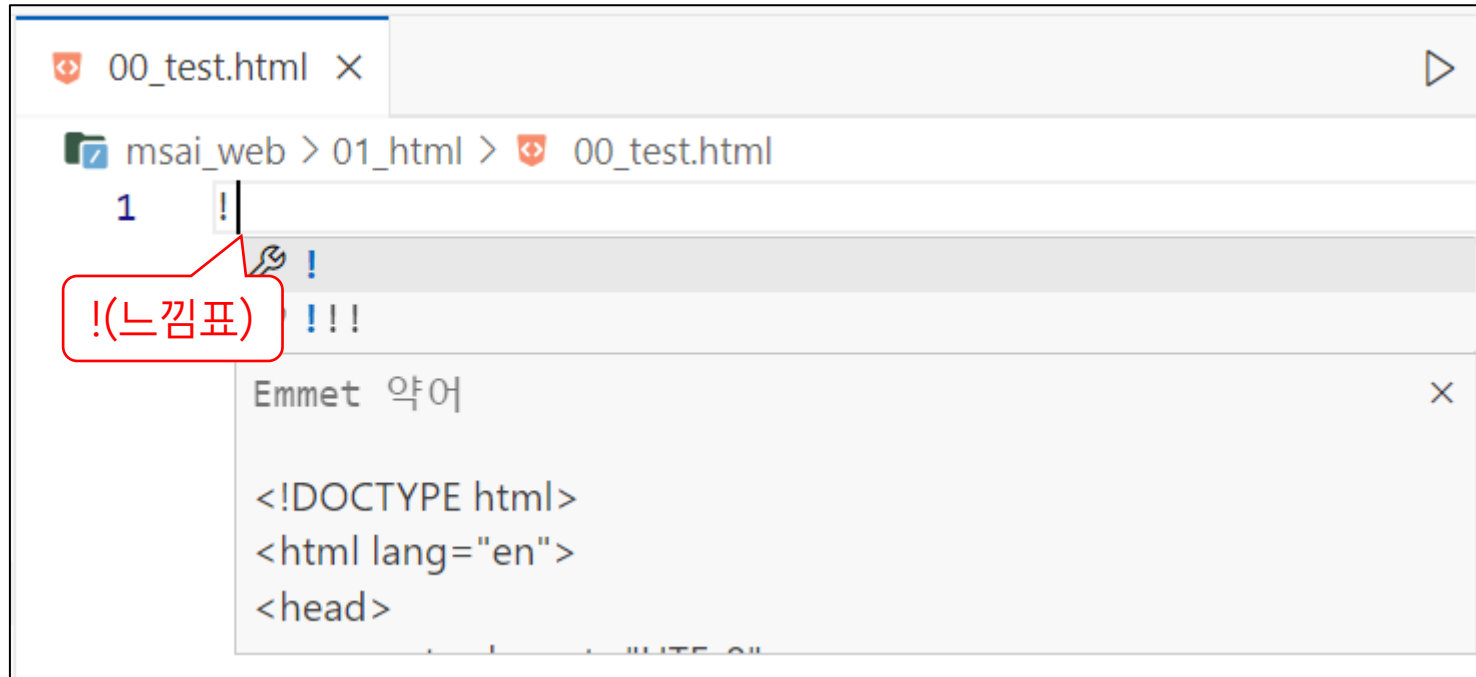 00_test.html
msai_web > 01_html > 00_test.html
1 !
!
!(느낌표)
!!!
Emmet 약어
<!DOCTYPE html>
<html lang="en">
<head>